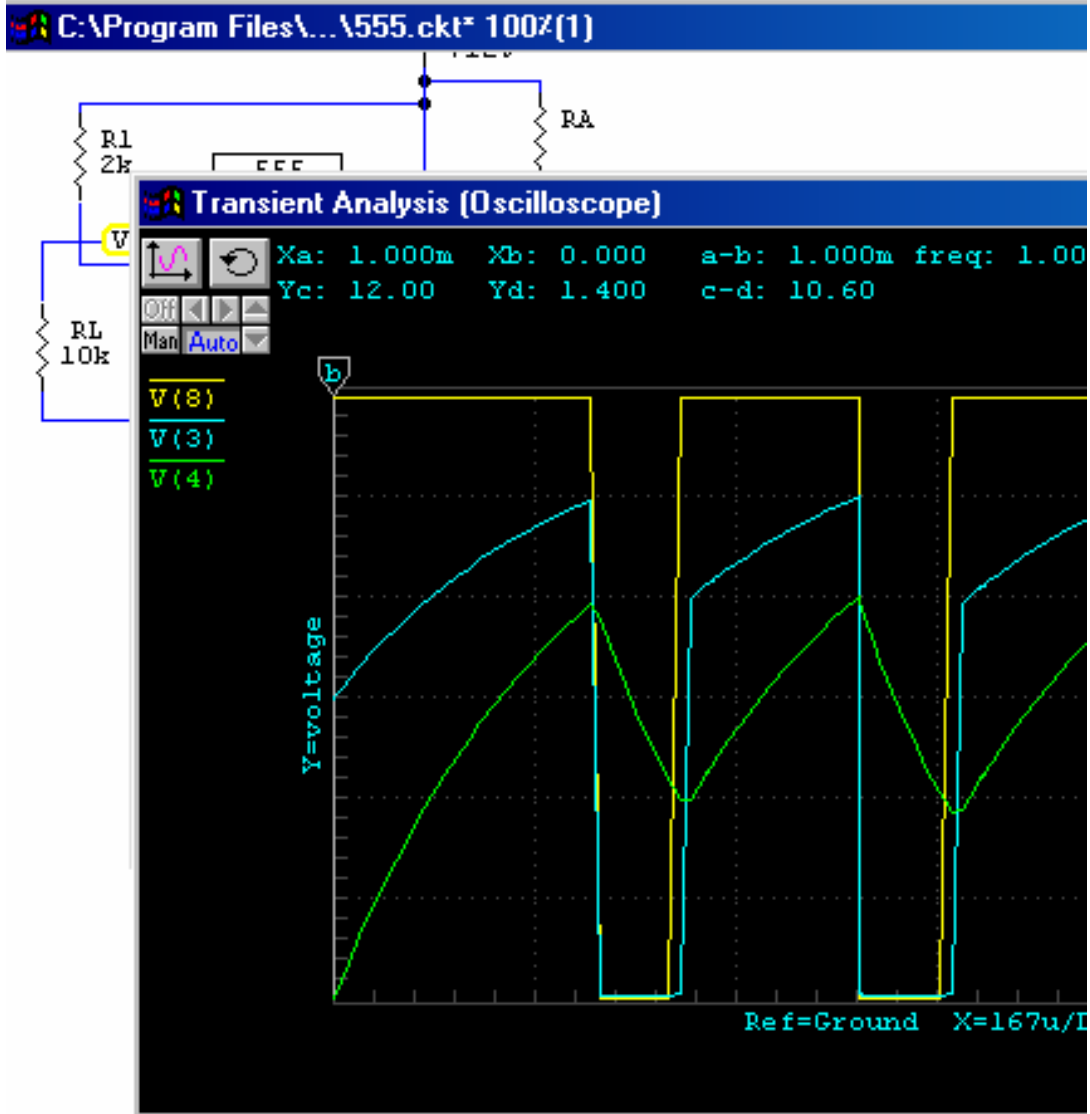 C:\Program Files\...\555.ckt* 100%(1)
RA
R1
2k
555
Transient Analysis (Oscilloscope)
V
Xa: 1.000m Xb: 0.000 a-b: 1.000m freq: 1.00
Yc: 12.00 Yd: 1.400 c-d: 10.60
Off
Man Auto
RL
10k
b
V(8)
V(3)
V(4)
Y=voltage
Ref=Ground X=167u/D